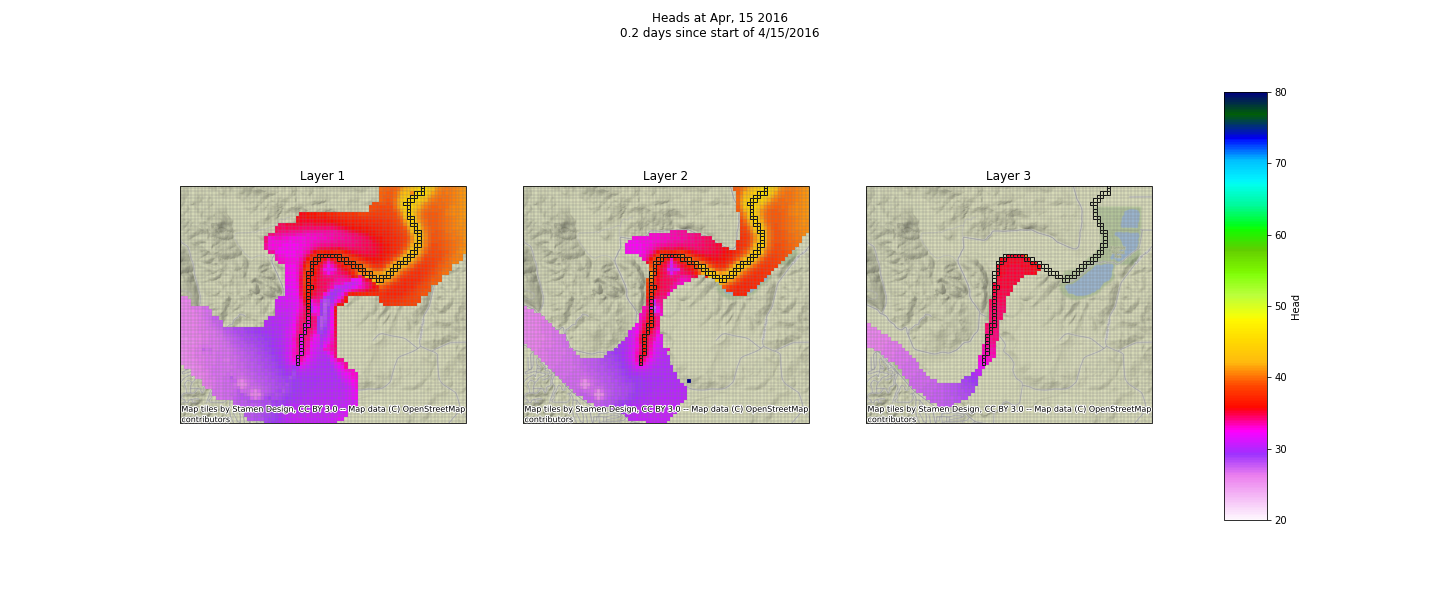 Heads at Apr, 15 2016
0.2 days since start of 4/15/2016
Layer 1
Layer 2
Layer 3
Map tiles by Stamen Design, CC BY 3.0 -- Map data (C) OpenStreetMap
contributors
Map tiles by Stamen Design, CC BY 3.0 -- Map data (C) OpenStreetMap
contributors
Map tiles by Stamen Design, CC BY 3.0 -- Map data (C) OpenStreetMap
contributors
80
70
60
50
40
30
20
Head